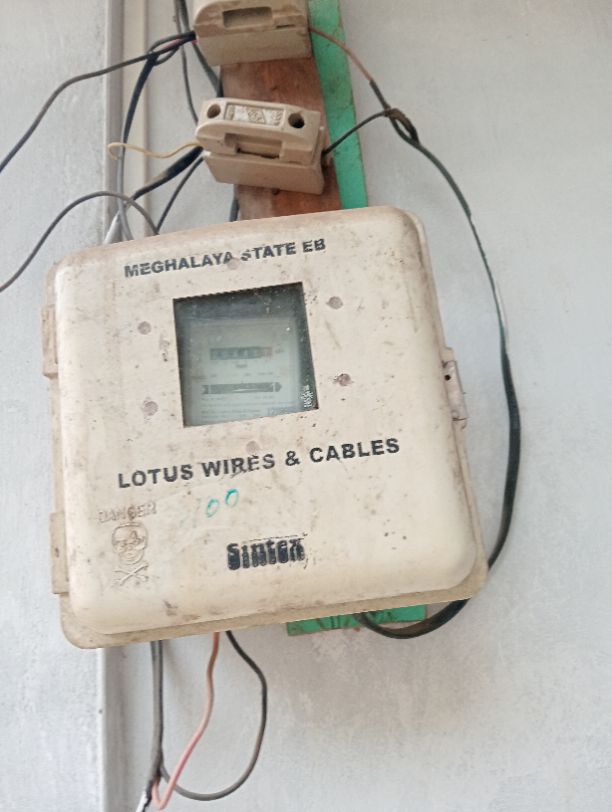 MEGHALAYA STATE EB
LOTUS WIRES & CABLES
DANGER
100
Sintex